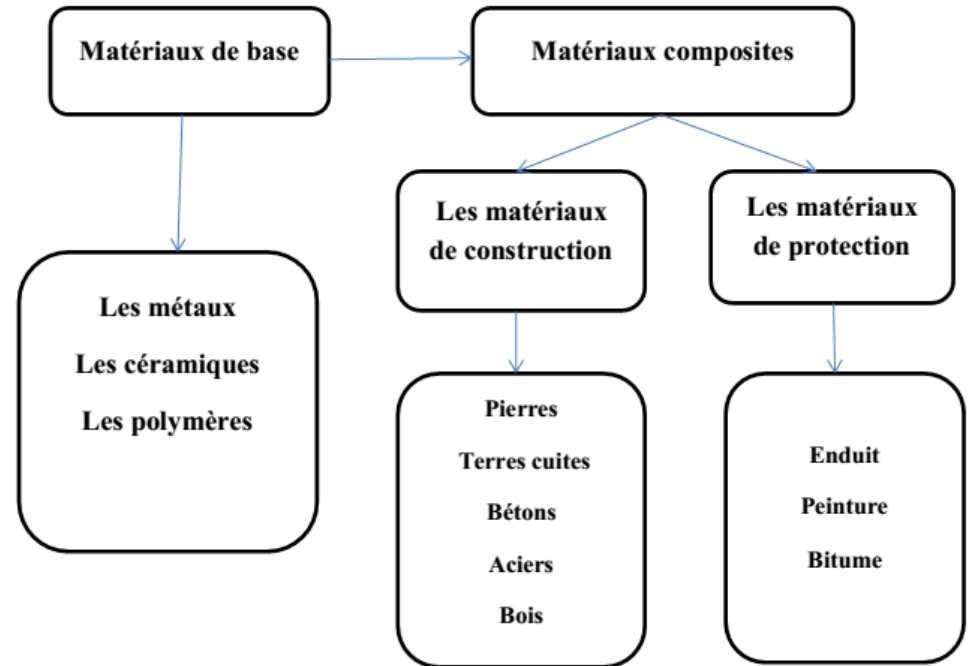 Matériaux de base
Matériaux composites
Les matériaux
de construction
Les matériaux
de protection
Les métaux
Les céramiques
Les polymères
Pierres
Terres cuites
Bétons
Aciers
Bois
Enduit
Peinture
Bitume